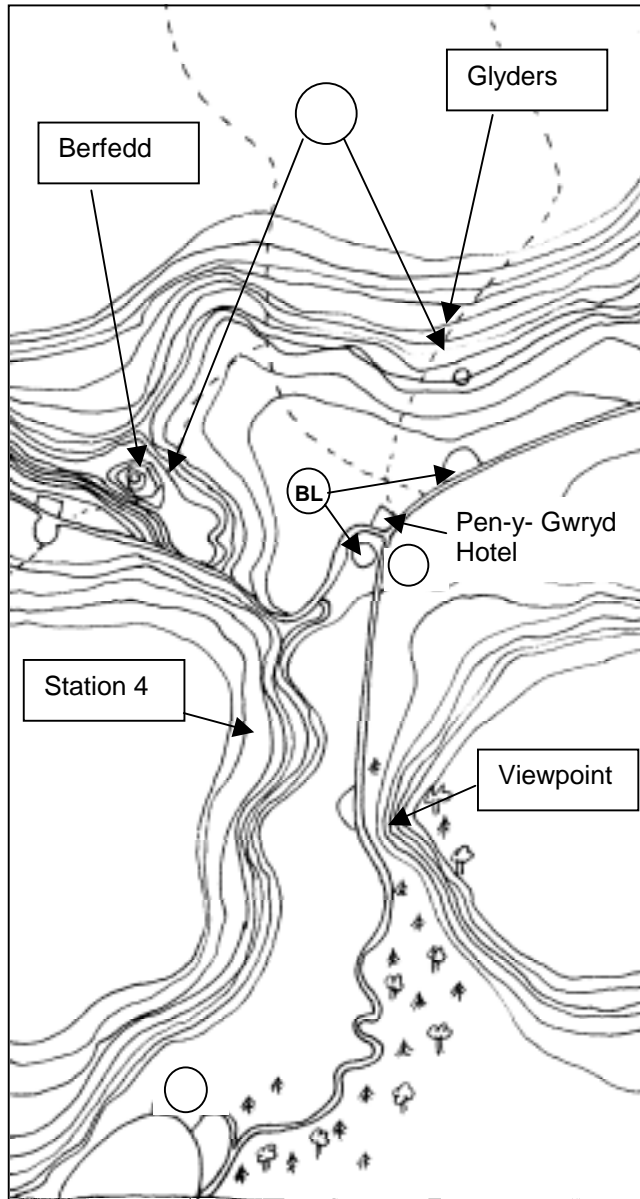 Glyders
Berfedd
BL
Pen-y- Gwryd
Hotel
Station 4
Viewpoint